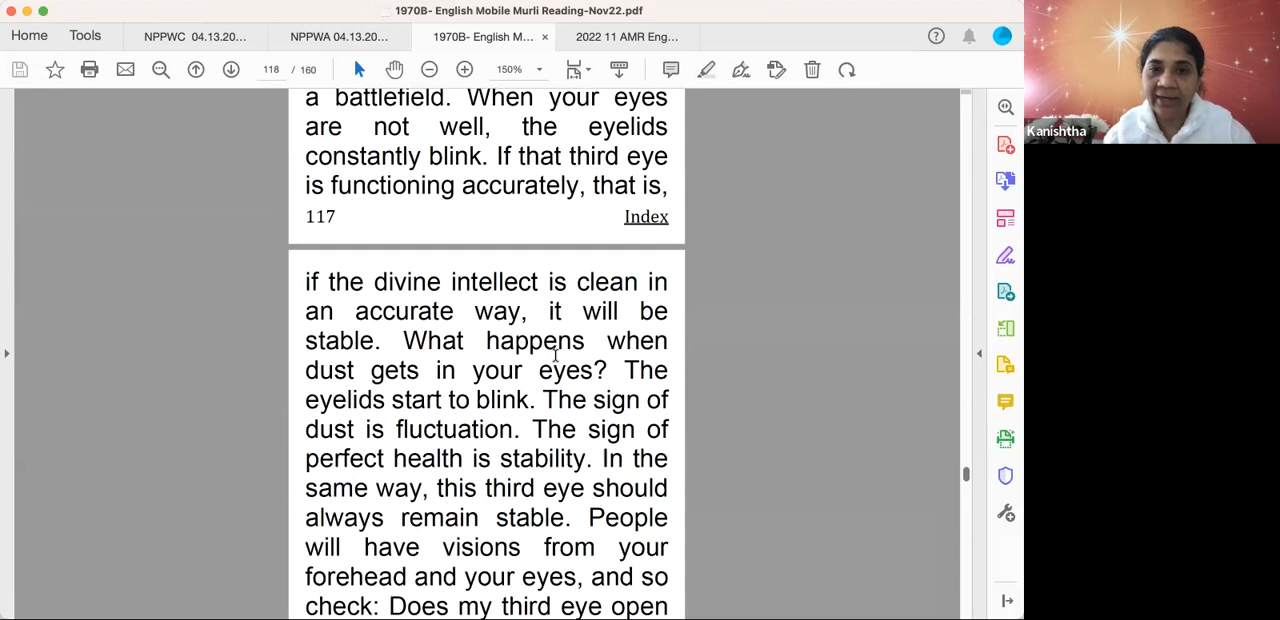 1970B- English Mobile Murli Reading-Nov22.pdf
Home Tools NPPWC 04.13.20... NPPWA 04.13.20... 1970B- English M... × 2022 11 AMR Eng...
118 / 160 150%
Kanishtha
a battlefield. When your eyes
are not well, the eyelids
constantly blink. If that third eye
is functioning accurately, that is,
117 Index
if the divine intellect is clean in
an accurate way, it will be
stable. What happens when
dust gets in your eyes? The
eyelids start to blink. The sign of
dust is fluctuation. The sign of
perfect health is stability. In the
same way, this third eye should
always remain stable. People
will have visions from your
forehead and your eyes, and so
check: Does my third eye open